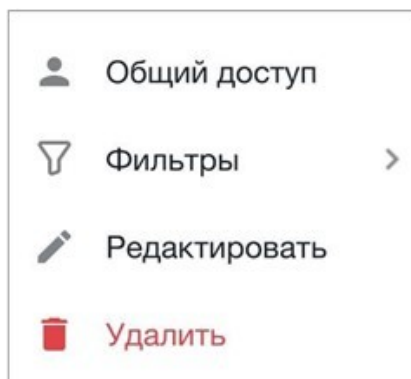 Общий доступ
Фильтры
Редактировать
Удалить